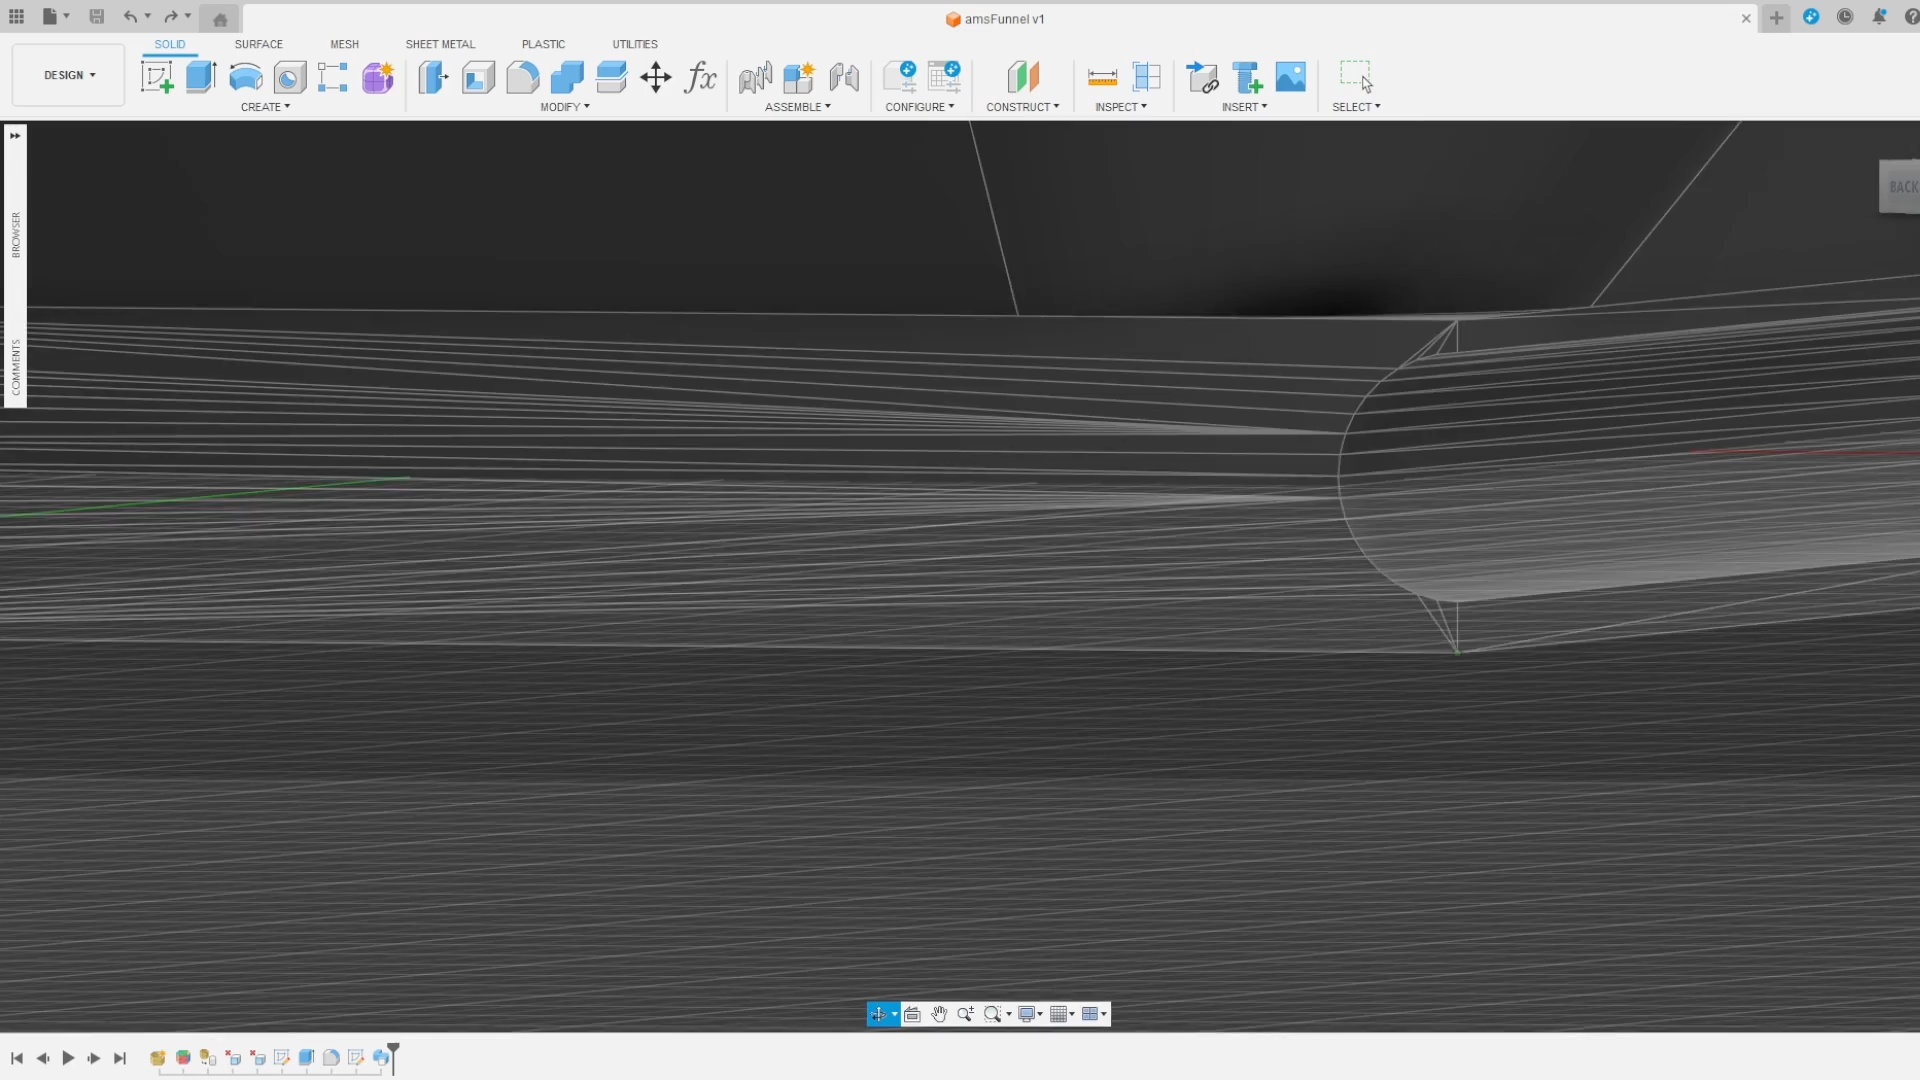 amsFunnel v1
SOLID SURFACE MESH SHEET METAL PLASTIC UTILITIES
DESIGN
fx
CREATE MODIFY ASSEMBLE CONFIGURE CONSTRUCT INSPECT INSERT SELECT
BROWSER
COMMENTS
BACK